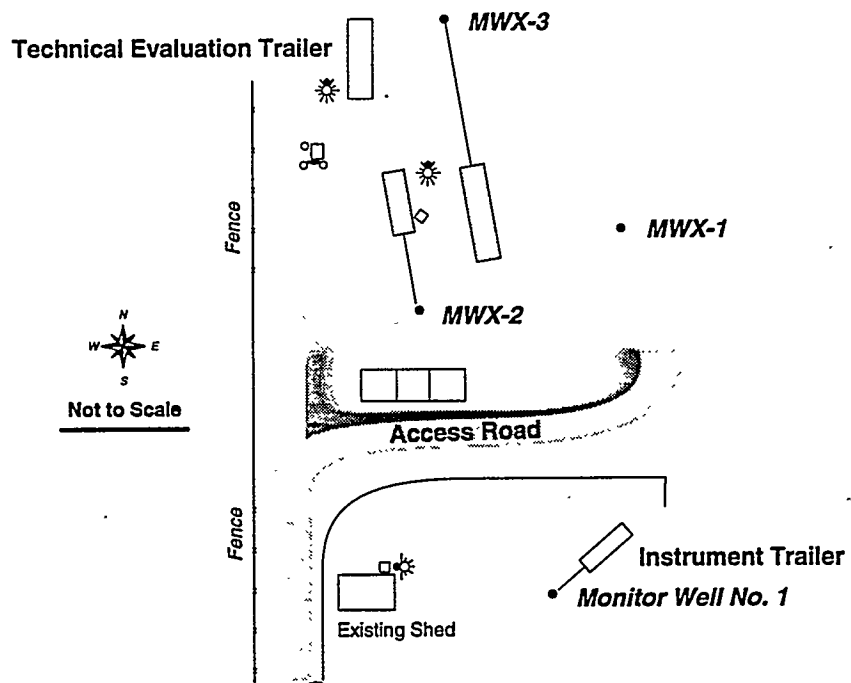 MWX-3
Technical Evaluation Trailer
Fence
MWX-1
MWX-2
N
W E
S
Not to Scale
Access Road
Fence
Instrument Trailer
Monitor Well No. 1
Existing Shed